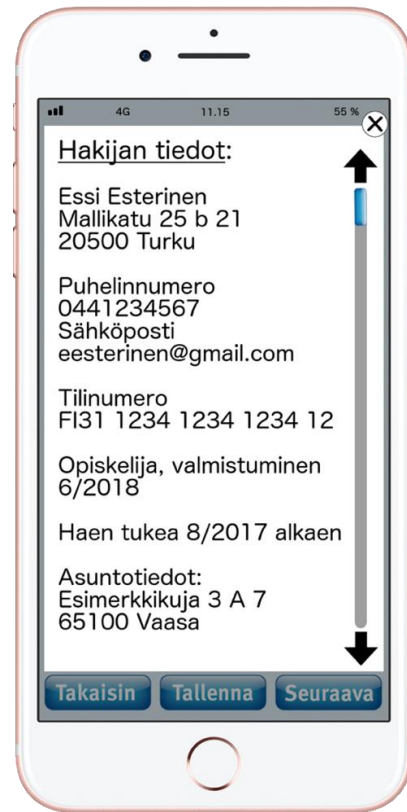 4G 11.15 55 %
Hakijan tiedot:
Essi Esterinen
Mallikatu 25 b 21
20500 Turku
Puhelinnumero
0441234567
Sähköposti
eesterinen@gmail.com
Tilinumero
FI31 1234 1234 1234 12
Opiskelija, valmistuminen
6/2018
Haen tukea 8/2017 alkaen
Asuntotiedot:
Esimerkkikuja 3 A 7
65100 Vaasa
Takaisin Tallenna Seuraava